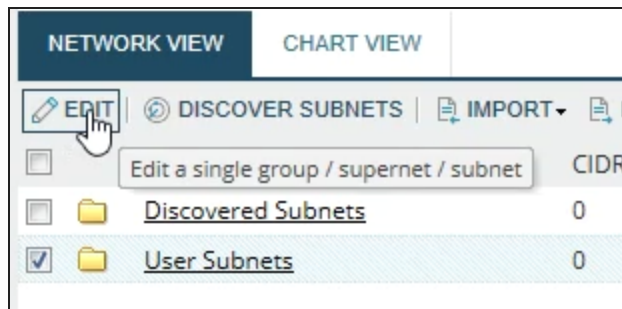 NETWORK VIEW CHART VIEW
EDIT DISCOVER SUBNETS IMPORT
Edit a single group / supernet / subnet CIDR
Discovered Subnets 0
User Subnets 0